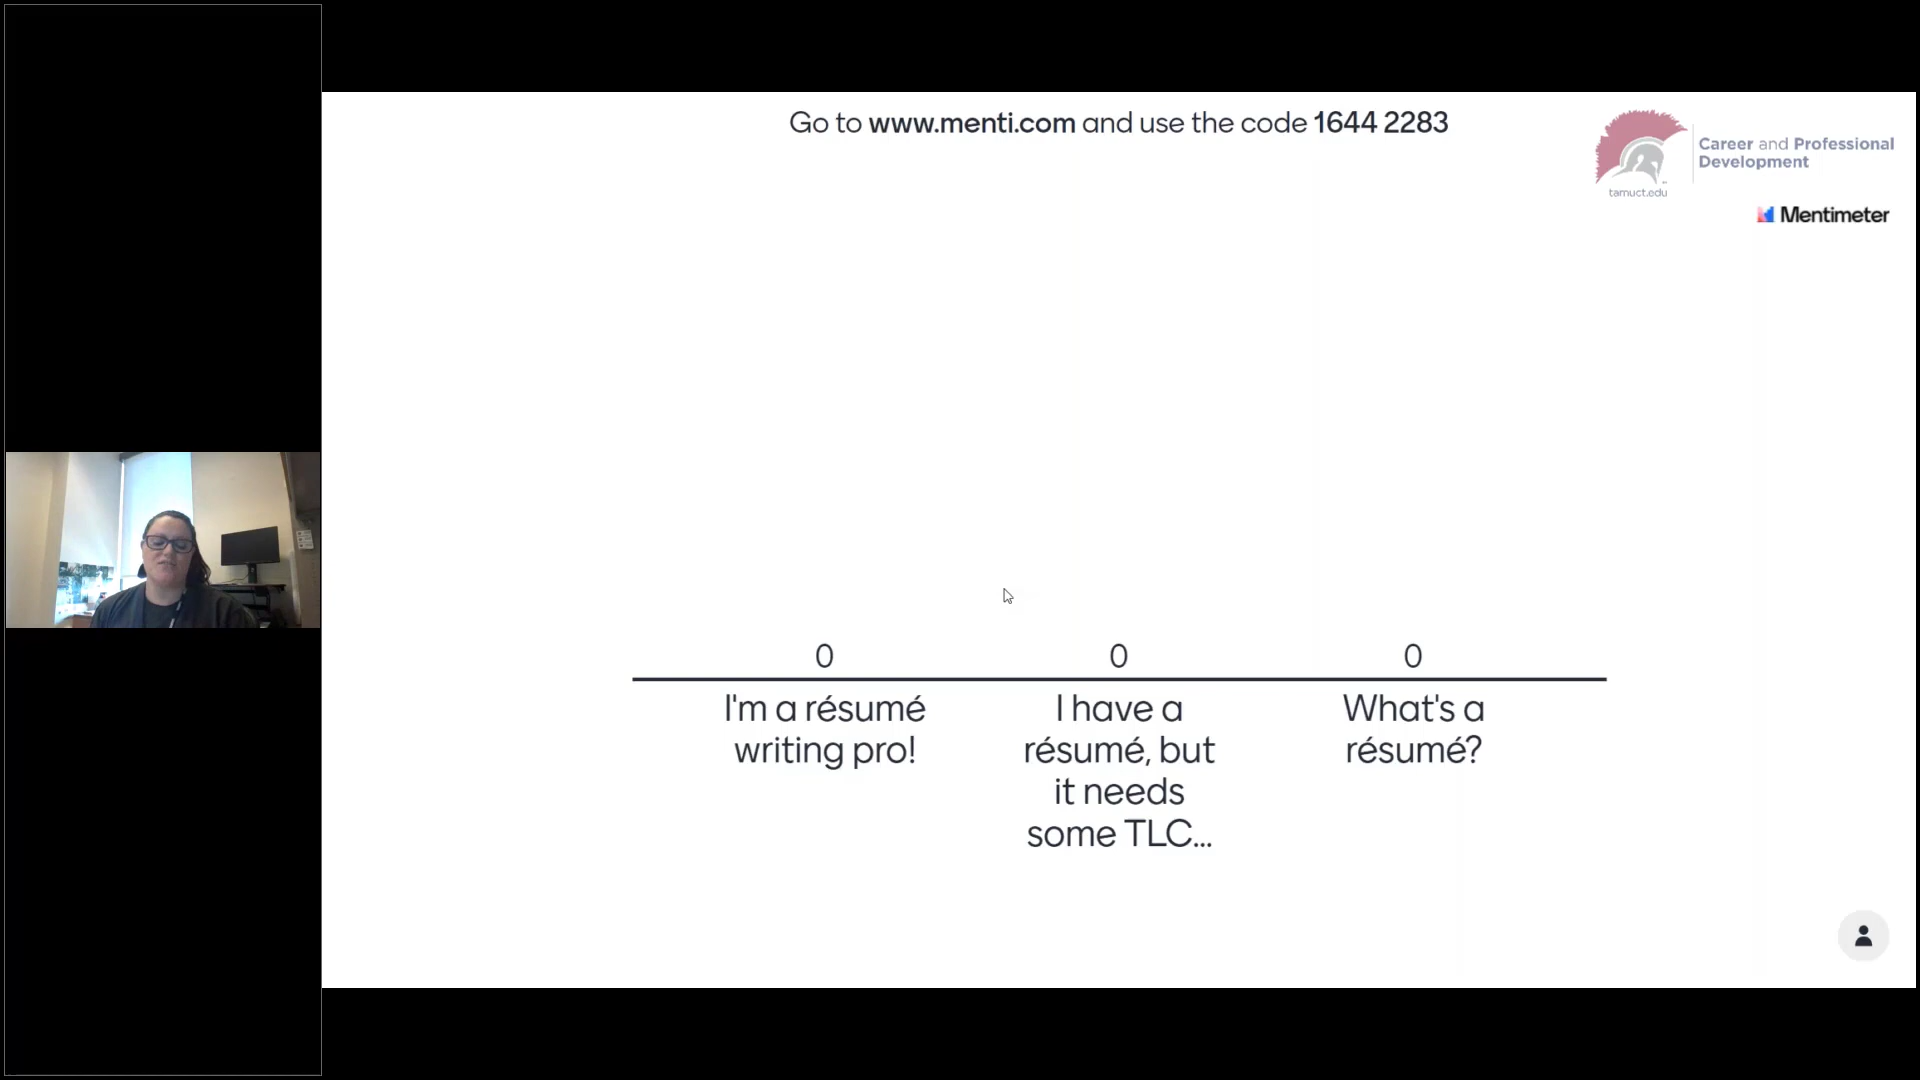 Go to www.menti.com and use the code 1644 2283
Career and Professional
Development
tamuct.edu
Mentimeter
0
0
0
I'm a résumé
writing pro!
I have a
résumé, but
it needs
some TLC...
What's a
résumé?